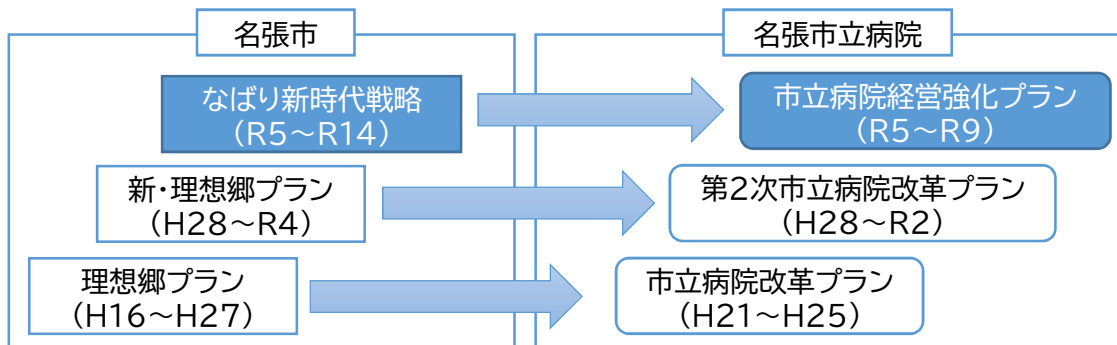 名張市
名張市立病院
なばり新時代戦略
（R5～R14）
市立病院経営強化プラン
（R5～R9）
新・理想郷プラン
（H28～R4）
第2次市立病院改革プラン
（H28～R2）
理想郷プラン
（H16～H27）
市立病院改革プラン
（H21～H25）